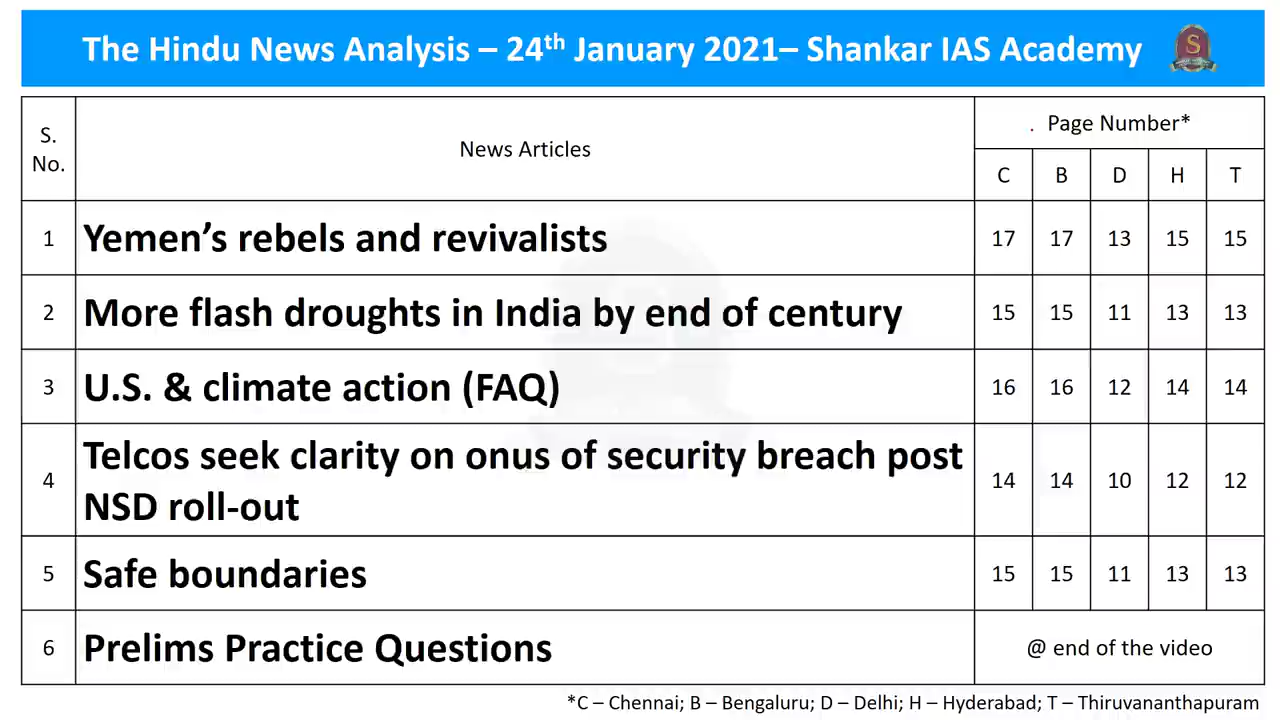 The Hindu News Analysis – 24th January 2021– Shankar IAS Academy
S. No.
News Articles
. Page Number*
C B D H T
1 Yemen’s rebels and revivalists 17 17 13 15 15
2 More flash droughts in India by end of century 15 15 11 13 13
3 U.S. & climate action (FAQ) 16 16 12 14 14
4 Telcos seek clarity on onus of security breach post
NSD roll-out 14 14 10 12 12
5 Safe boundaries 15 15 11 13 13
6 Prelims Practice Questions @ end of the video
*C – Chennai; B – Bengaluru; D – Delhi; H – Hyderabad; T – Thiruvananthapuram